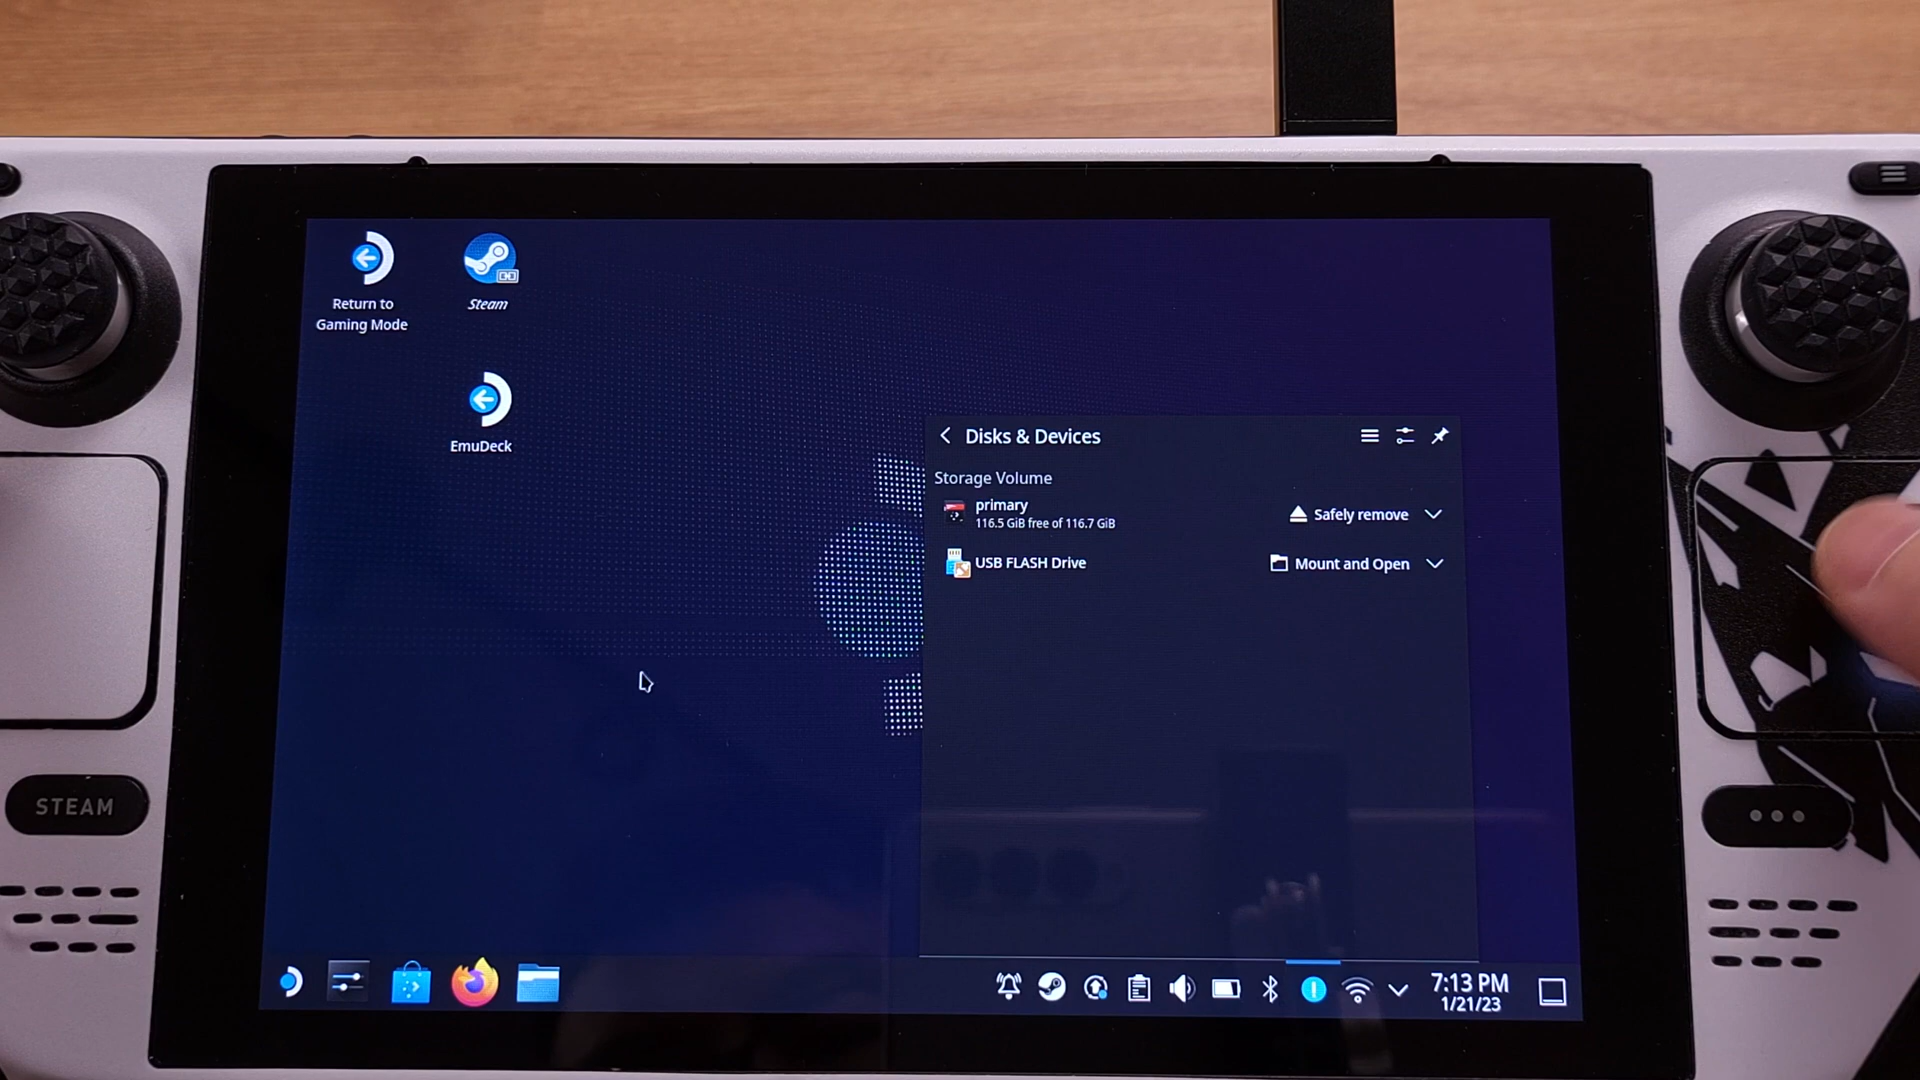 Return to
Gaming Mode
Steam
EmuDeck
Disks & Devices
Storage Volume
primary
116.5 GiB free of 116.7 GiB
Safely remove
USB FLASH Drive
Mount and Open
STEAM
7:13 PM
1/21/23